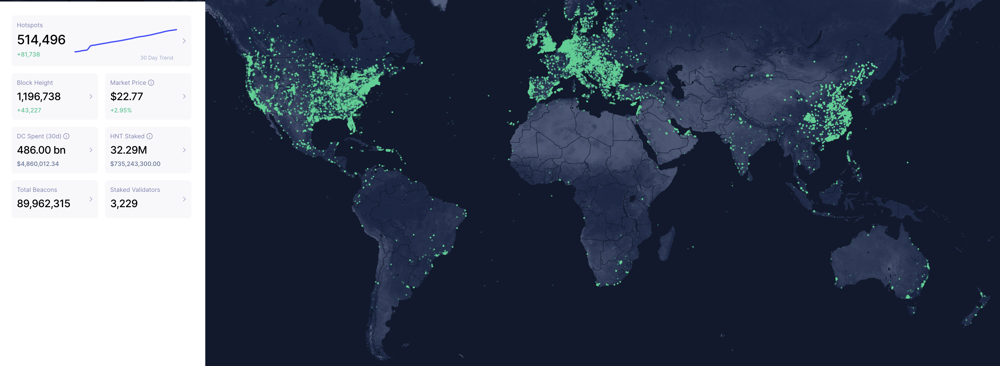 Hotspots
514,496
+81,738
30 Day Trend
Block Height
1,196,738
+43,227
Market Price
$22.77
+2.95%
DC Spent (30d)
486.00 bn
$4,860,012.34
HNT Staked
32.29M
$735,243,300.00
Total Beacons
89,962,315
Staked Validators
3,229